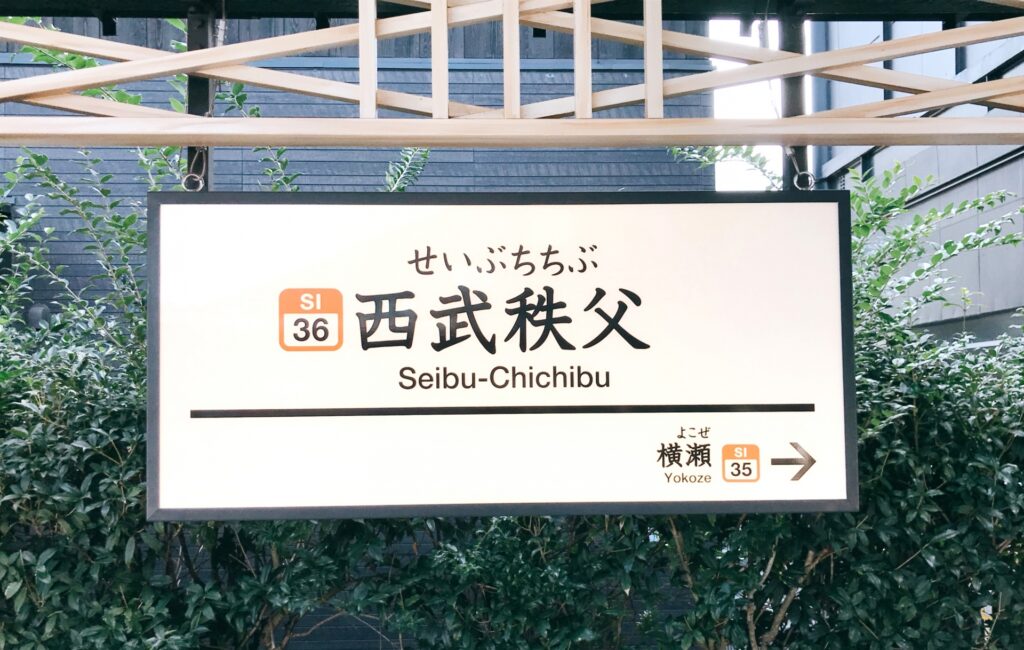 せいぶちちぶ
SI
36
西武秩父
Seibu-Chichibu
よこぜ
横瀬
Yokoze
SI
35
→